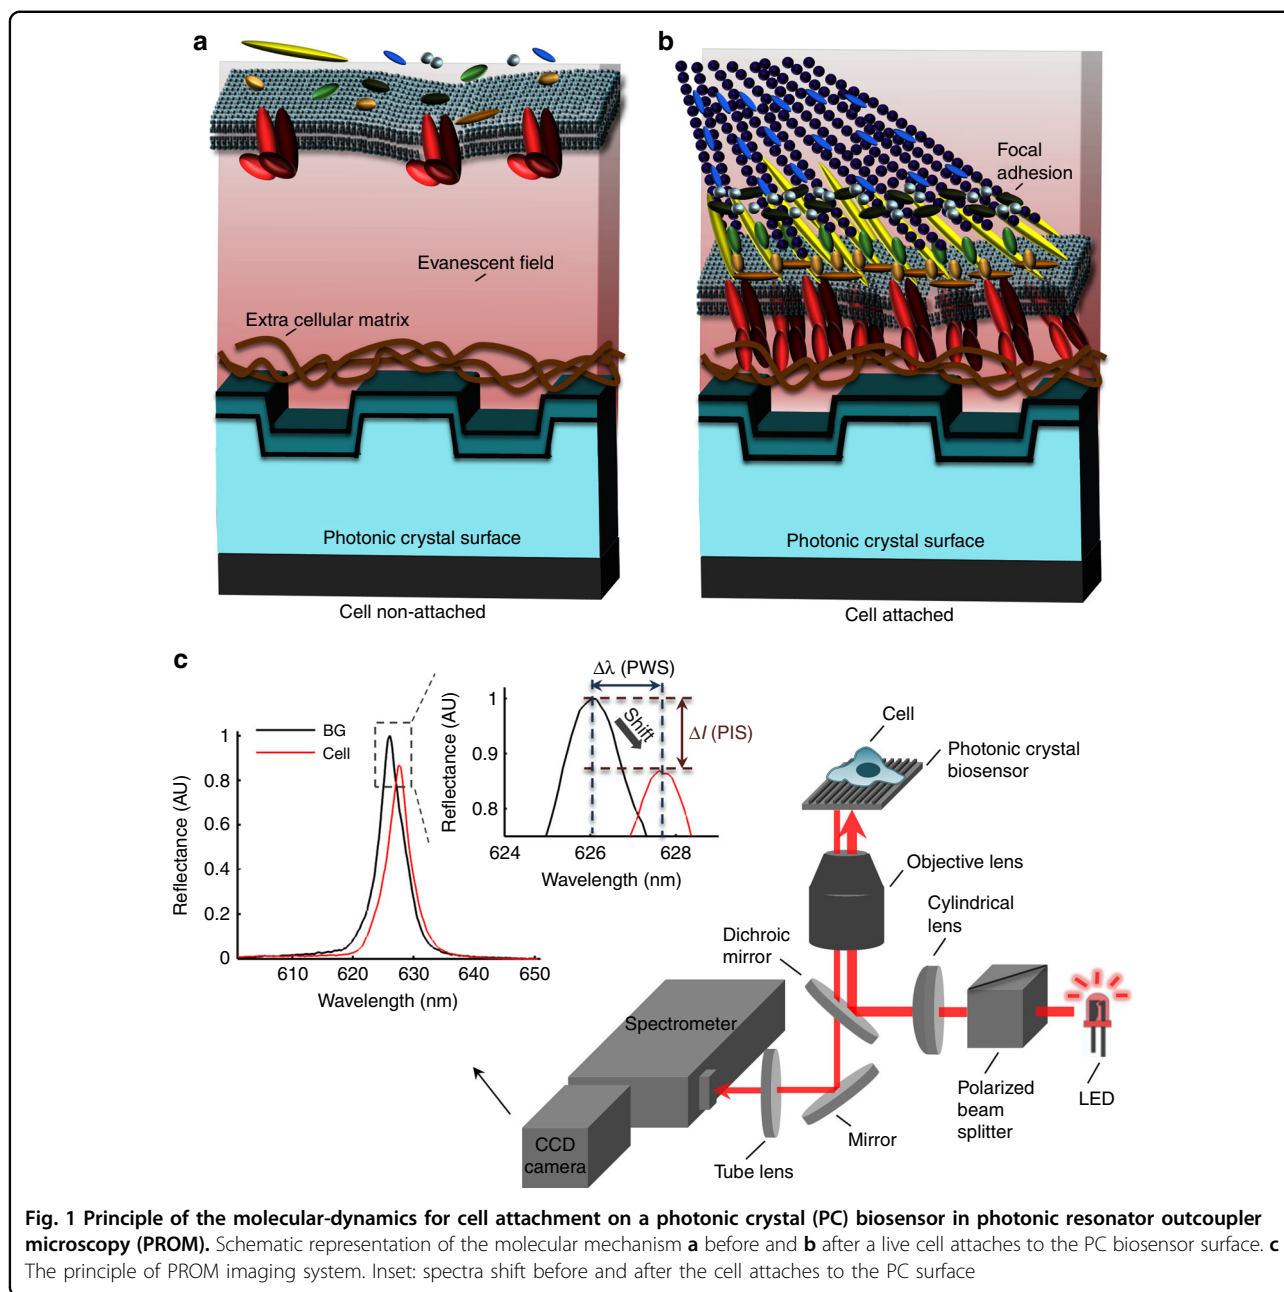 a
b
Focal
adhesion
Evanescent field
Extra cellular matrix
Photonic crystal surface
Photonic crystal surface
Cell non-attached
Cell attached
c
BG
Cell
Reflectance (AU)
1
0.8
0.6
0.4
0.2
0
610
620
630
640
650
Wavelength (nm)
Δλ (PWS)
Shift
ΔI (PIS)
Reflectance (AU)
1
0.9
0.8
624
626
628
Wavelength (nm)
Cell
Photonic crystal
biosensor
Objective lens
Cylindrical
lens
Dichroic
mirror
Spectrometer
Polarized
beam
splitter
LED
Mirror
Tube lens
CCD
camera
Fig. 1 Principle of the molecular-dynamics for cell attachment on a photonic crystal (PC) biosensor in photonic resonator outcoupler
microscopy (PROM). Schematic representation of the molecular mechanism a before and b after a live cell attaches to the PC biosensor surface. c
The principle of PROM imaging system. Inset: spectra shift before and after the cell attaches to the PC surface